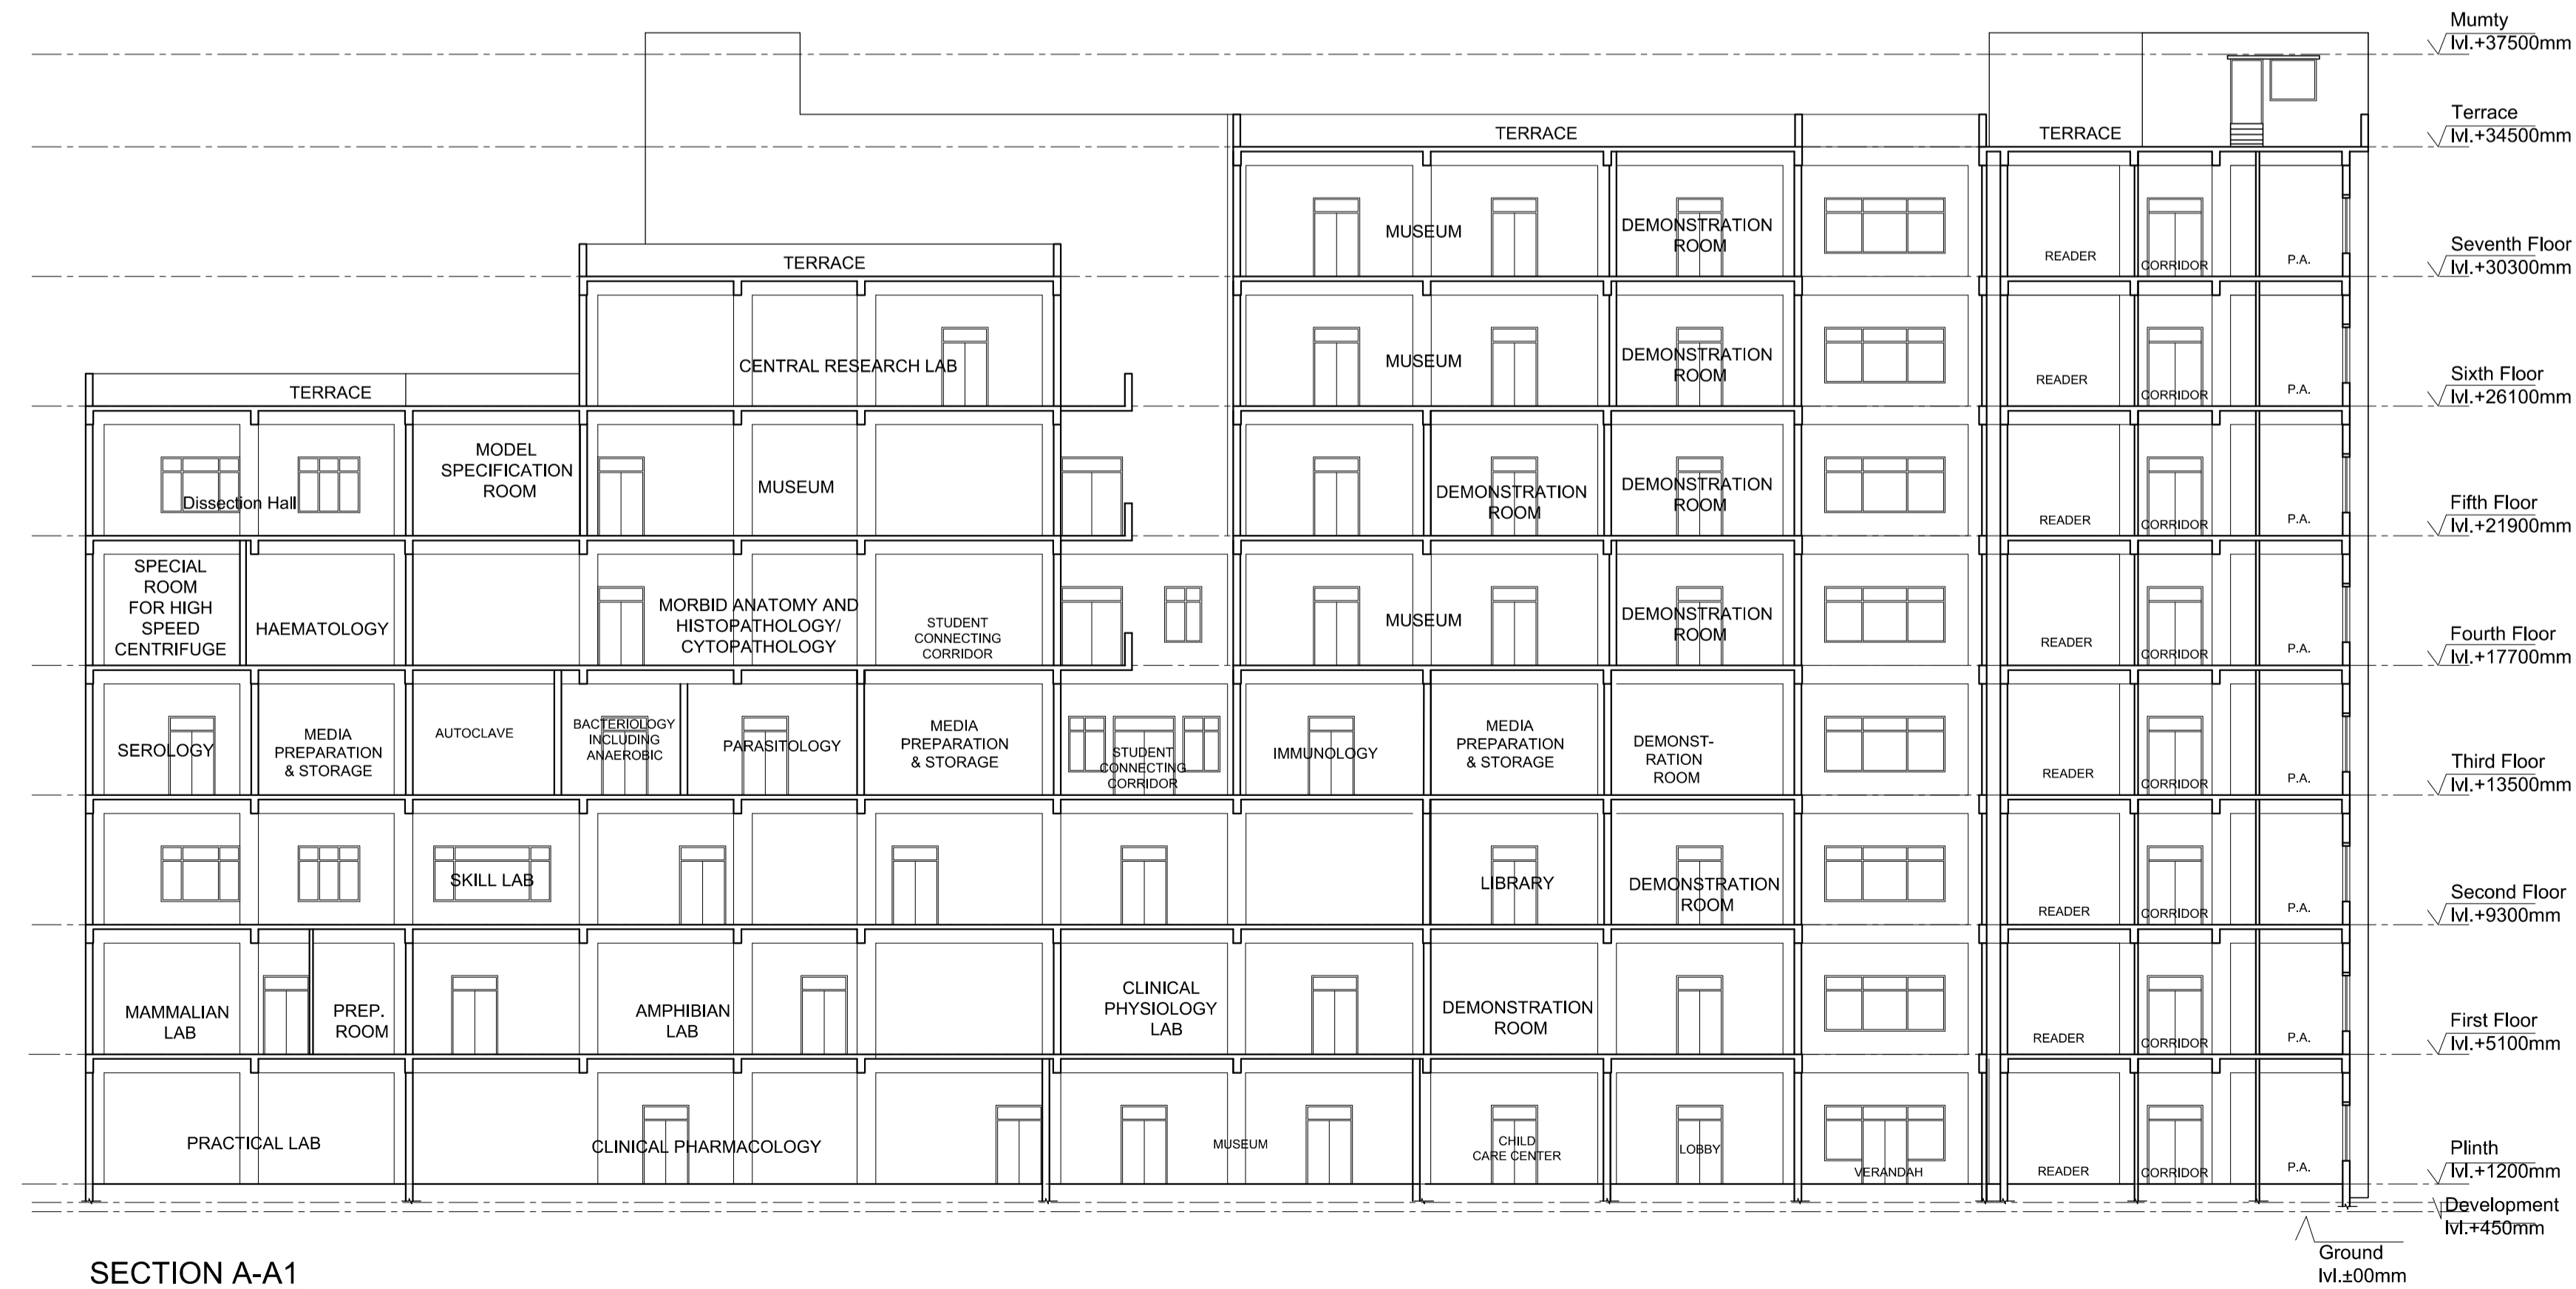 Mumty
lvl.+37500mm
Terrace
lvl.+34500mm
TERRACE
TERRACE
MUSEUM
DEMONSTRATION
ROOM
READER
CORRIDOR
P.A.
Seventh Floor
lvl.+30300mm
TERRACE
CENTRAL RESEARCH LAB
MUSEUM
DEMONSTRATION
ROOM
READER
CORRIDOR
P.A.
Sixth Floor
lvl.+26100mm
TERRACE
Dissection Hall
MODEL
SPECIFICATION
ROOM
MUSEUM
DEMONSTRATION
ROOM
DEMONSTRATION
ROOM
READER
CORRIDOR
P.A.
Fifth Floor
lvl.+21900mm
SPECIAL
ROOM
FOR HIGH
SPEED
CENTRIFUGE
HAEMATOLOGY
MORBID ANATOMY AND
HISTOPATHOLOGY/
CYTOPATHOLOGY
STUDENT
CONNECTING
CORRIDOR
MUSEUM
DEMONSTRATION
ROOM
READER
CORRIDOR
P.A.
Fourth Floor
lvl.+17700mm
SEROLOGY
MEDIA
PREPARATION
& STORAGE
AUTOCLAVE
BACTERIOLOGY
INCLUDING
ANAEROBIC
PARASITOLOGY
MEDIA
PREPARATION
& STORAGE
STUDENT
CONNECTING
CORRIDOR
IMMUNOLOGY
MEDIA
PREPARATION
& STORAGE
DEMONST-
RATION
ROOM
READER
CORRIDOR
P.A.
Third Floor
lvl.+13500mm
SKILL LAB
LIBRARY
DEMONSTRATION
ROOM
READER
CORRIDOR
P.A.
Second Floor
lvl.+9300mm
MAMMALIAN
LAB
PREP.
ROOM
AMPHIBIAN
LAB
CLINICAL
PHYSIOLOGY
LAB
DEMONSTRATION
ROOM
READER
CORRIDOR
P.A.
First Floor
lvl.+5100mm
PRACTICAL LAB
CLINICAL PHARMACOLOGY
MUSEUM
CHILD
CARE CENTER
LOBBY
VERANDAH
READER
CORRIDOR
P.A.
Plinth
lvl.+1200mm
Development
lvl.+450mm
Ground
lvl.±00mm
SECTION A-A1